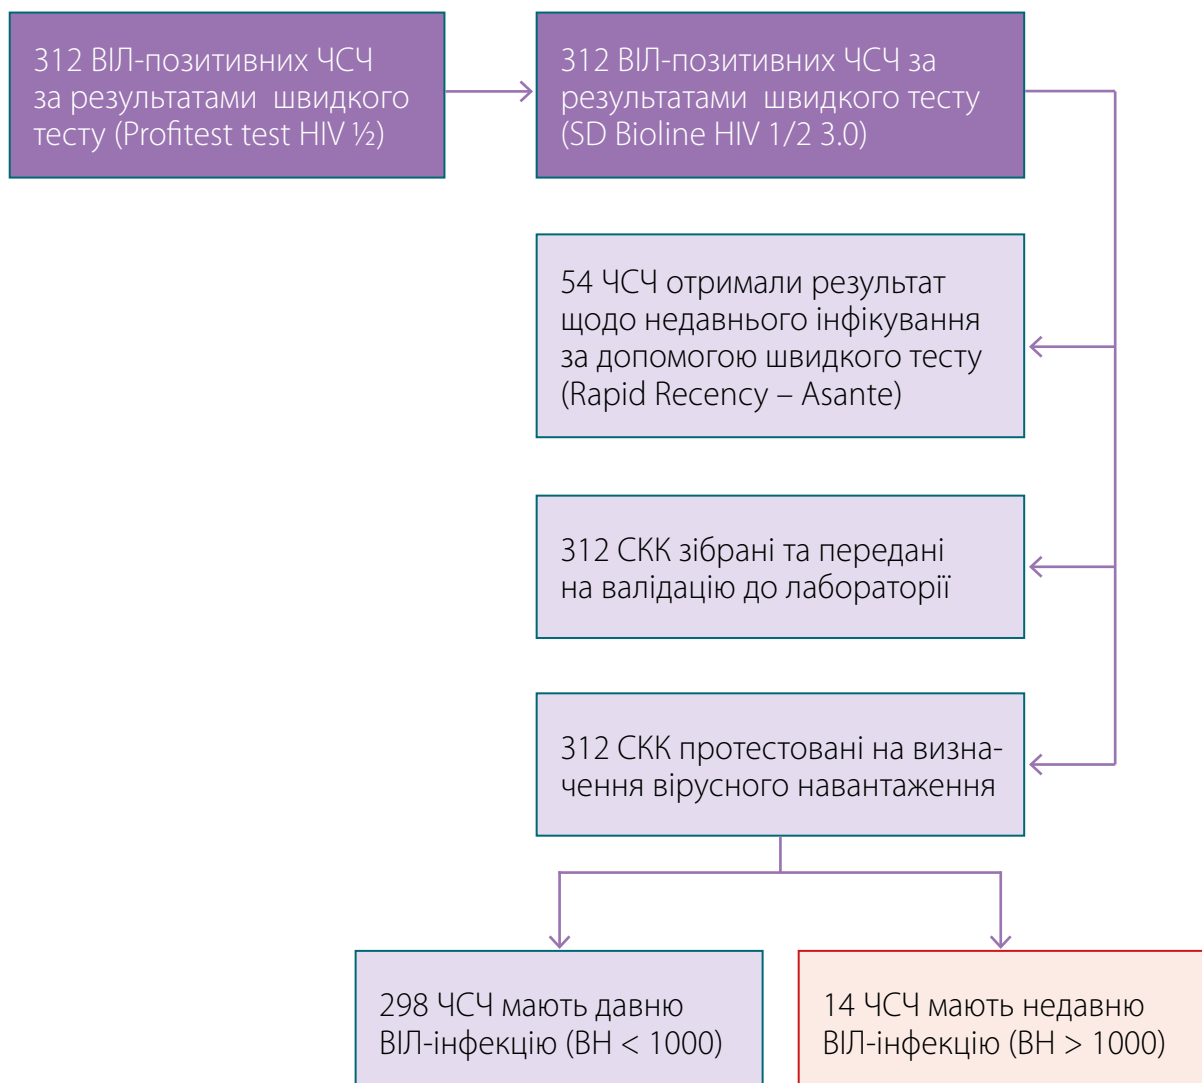 312 ВІЛ-позитивних ЧСЧ
за результатами швидкого
тесту (Profitest test HIV ½)
312 ВІЛ-позитивних ЧСЧ за
результатами швидкого тесту
(SD Bioline HIV 1/2 3.0)
54 ЧСЧ отримали результат
щодо недавнього інфікування
за допомогою швидкого тесту
(Rapid Recency – Asante)
312 СКК зібрані та передані
на валідацію до лабораторії
312 СКК протестовані на визна-
чення вірусного навантаження
298 ЧСЧ мають давню
ВІЛ-інфекцію (ВН < 1000)
14 ЧСЧ мають недавню
ВІЛ-інфекцію (ВН > 1000)